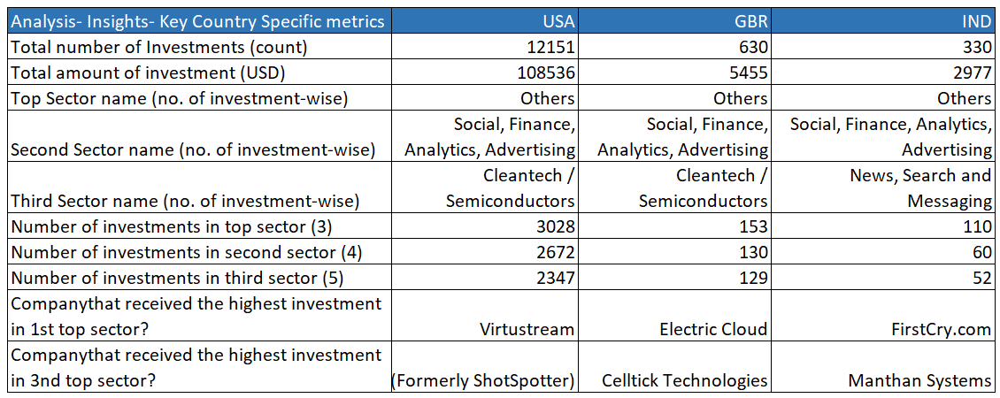 Analysis- Insights- Key Country Specific metrics USA GBR IND
Total number of Investments (count) 12151 630 330
Total amount of investment (USD) 108536 5455 2977
Top Sector name (no. of investment-wise) Others Others Others
Social, Finance, Social, Finance, Social, Finance, Analytics,
Second Sector name (no. of investment-wise) Analytics, Advertising Analytics, Advertising Advertising
Cleantech / Cleantech / News, Search and
Third Sector name (no. of investment-wise) Semiconductors Semiconductors Messaging
Number of investments in top sector (3) 3028 153 110
Number of investments in second sector (4) 2672 130 60
Number of investments in third sector (5) 2347 129 52
Companythat received the highest investment
in 1st top sector? Virtustream Electric Cloud FirstCry.com
Companythat received the highest investment
in 3nd top sector? (Formerly ShotSpotter) Celltick Technologies Manthan Systems